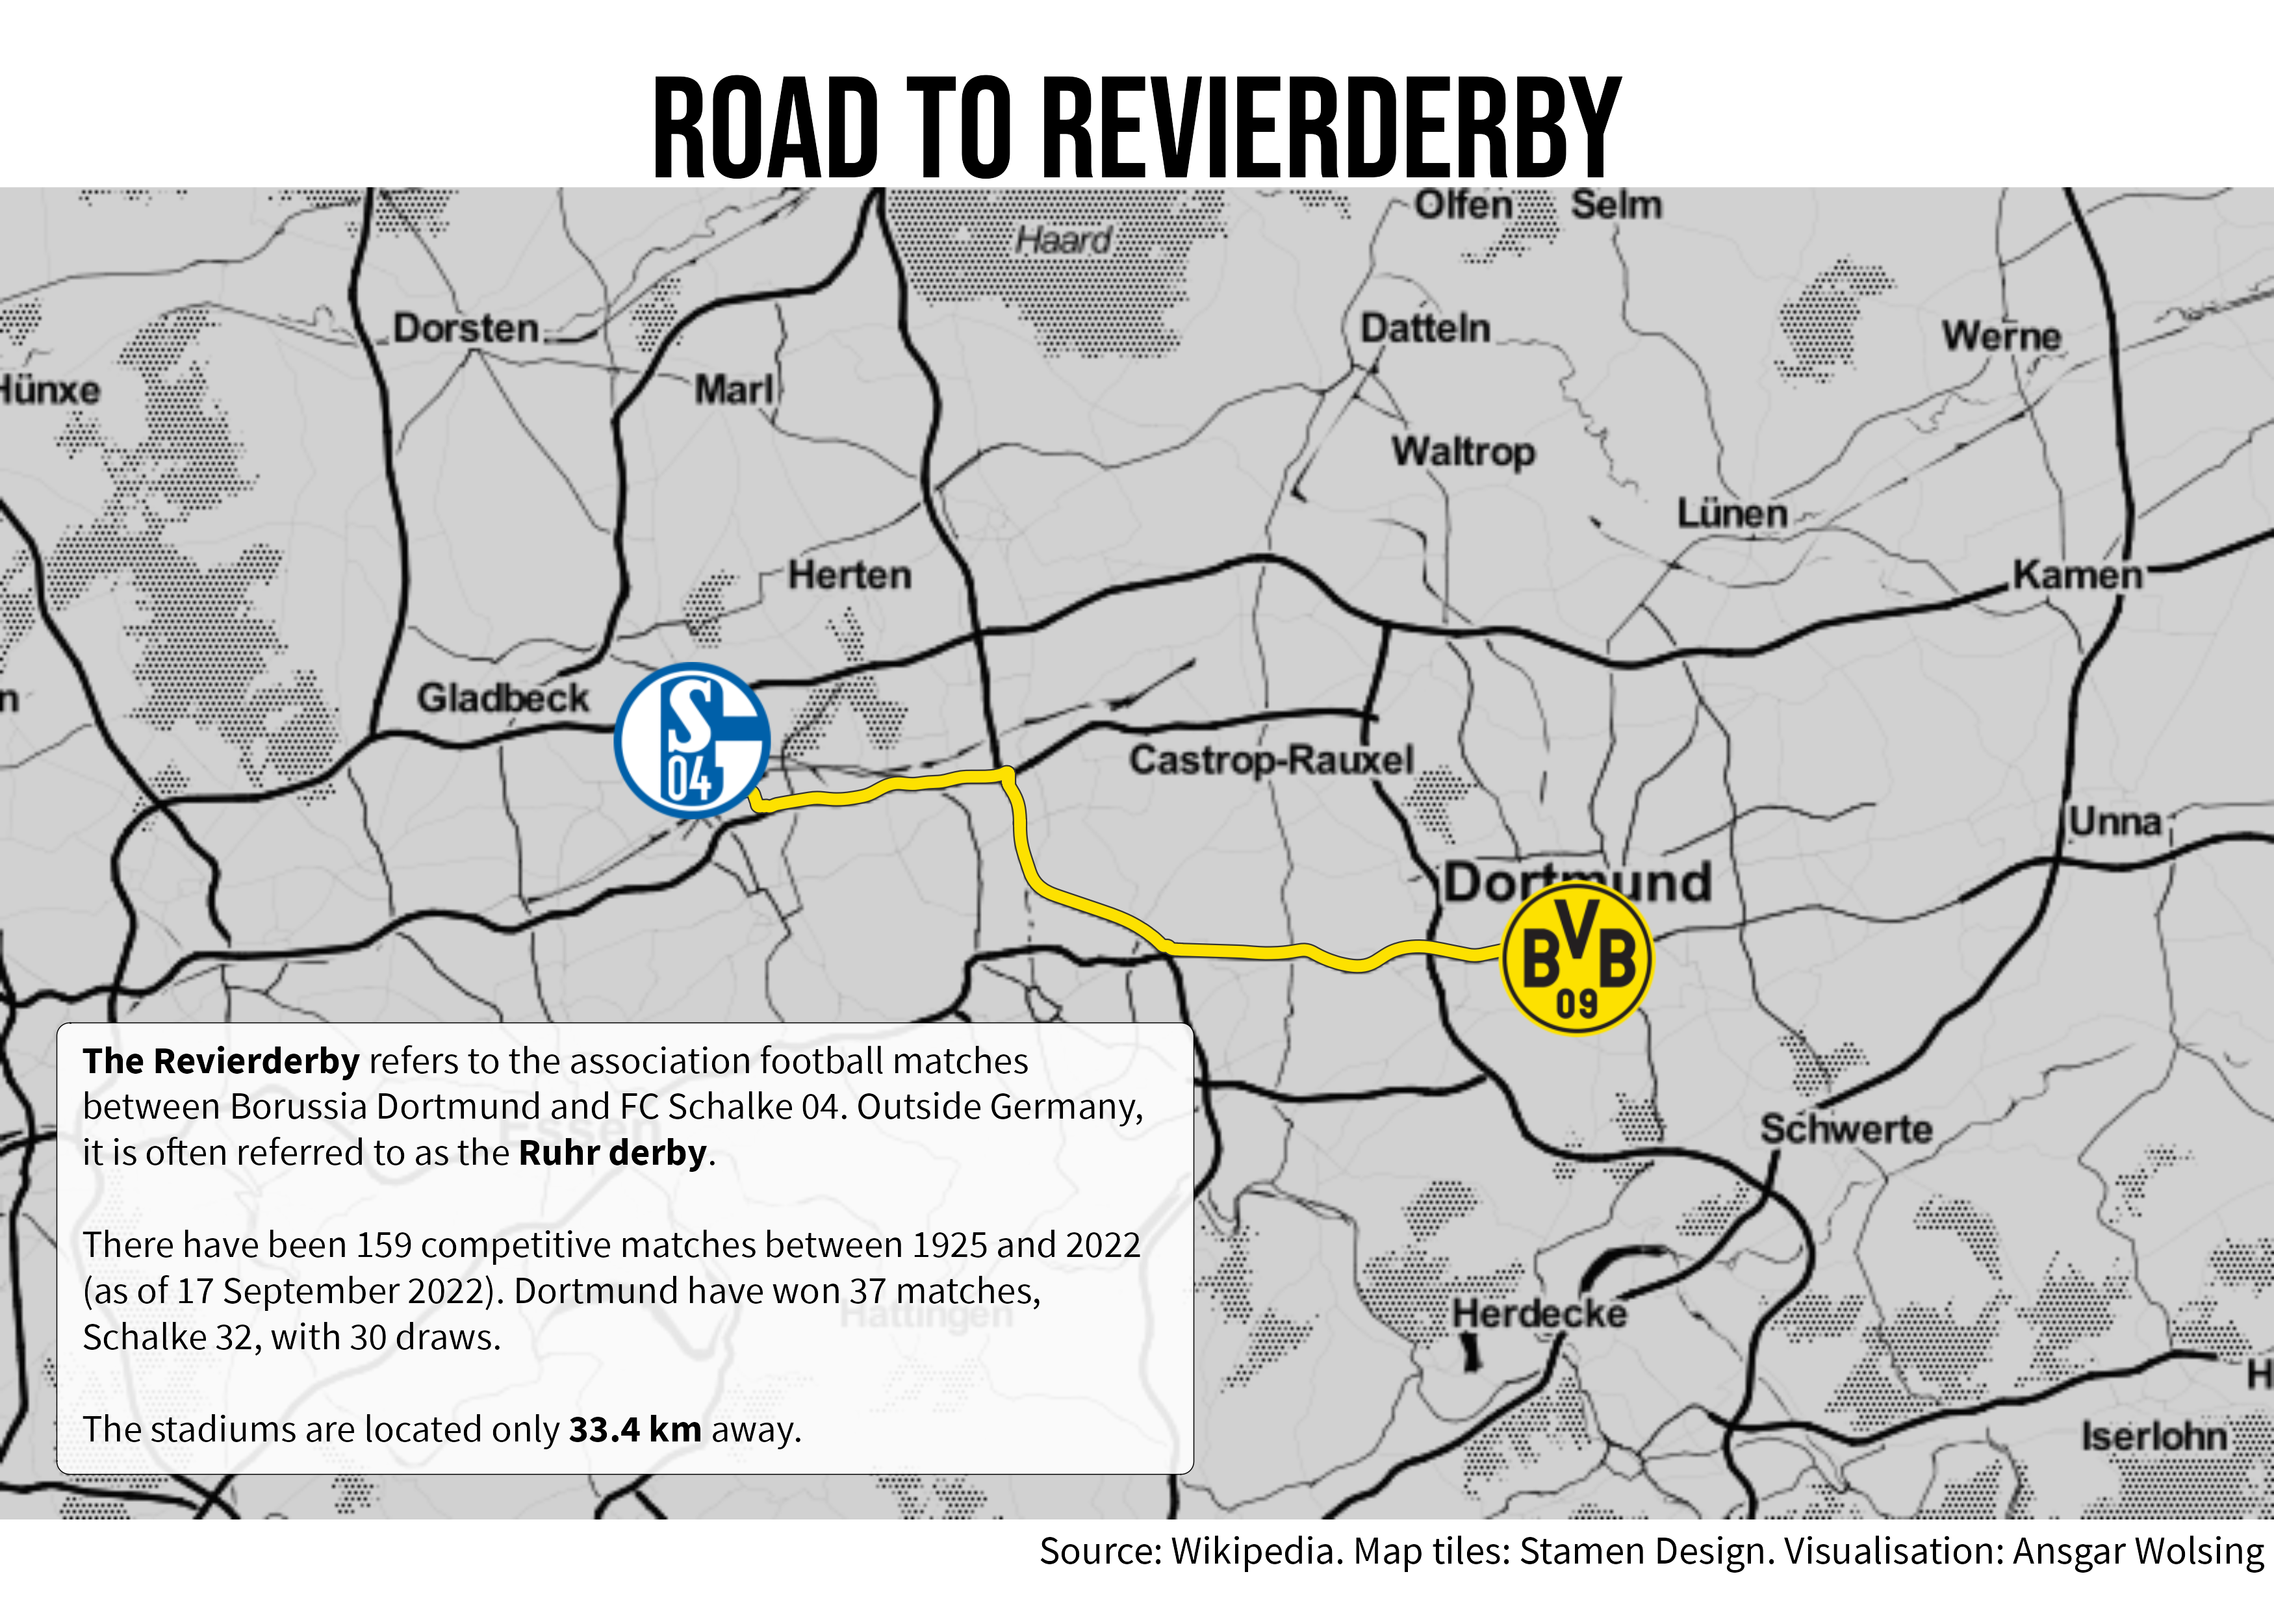 ROAD TO REVIERDERBY
Olfen Selm
Haard
Dorsten
Datteln
Werne
Hünxe
Marl
Waltrop
Lünen
Herten
Kamen
Gladbeck
n
S
04
Castrop-Rauxel
Unna
Dortmund
BVB
09
The Revierderby refers to the association football matches
between Borussia Dortmund and FC Schalke 04. Outside Germany,
it is often referred to as the Ruhr derby.
Essen
Schwerte
There have been 159 competitive matches between 1925 and 2022
(as of 17 September 2022). Dortmund have won 37 matches,
Schalke 32, with 30 draws.
Hattingen
Herdecke
H
The stadiums are located only 33.4 km away.
Iserlohn
Source: Wikipedia. Map tiles: Stamen Design. Visualisation: Ansgar Wolsing